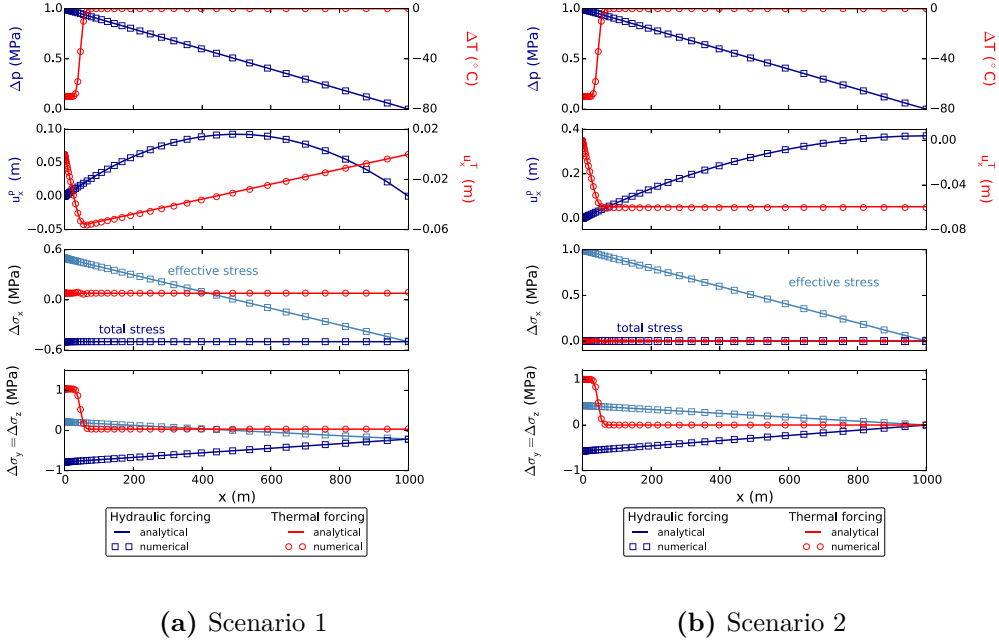 1.0
0.5
0.0
Δp (MPa)
0
−40
−80
ΔT (°C)
0.10
0.05
0.00
−0.05
u_x^p (m)
0.02
−0.02
−0.06
u_x^T (m)
0.6
0.0
−0.6
Δσ_x (MPa)
effective stress
total stress
1
0
−1
Δσ_y = Δσ_z (MPa)
0 200 400 600 800 1000
x (m)
Hydraulic forcing Thermal forcing
analytical analytical
numerical numerical
(a) Scenario 1
1.0
0.5
0.0
Δp (MPa)
0
−40
−80
ΔT (°C)
0.4
0.2
0.0
u_x^p (m)
0.00
−0.04
−0.08
u_x^T (m)
1.0
0.5
0.0
Δσ_x (MPa)
effective stress
total stress
1
0
−1
Δσ_y = Δσ_z (MPa)
0 200 400 600 800 1000
x (m)
Hydraulic forcing Thermal forcing
analytical analytical
numerical numerical
(b) Scenario 2